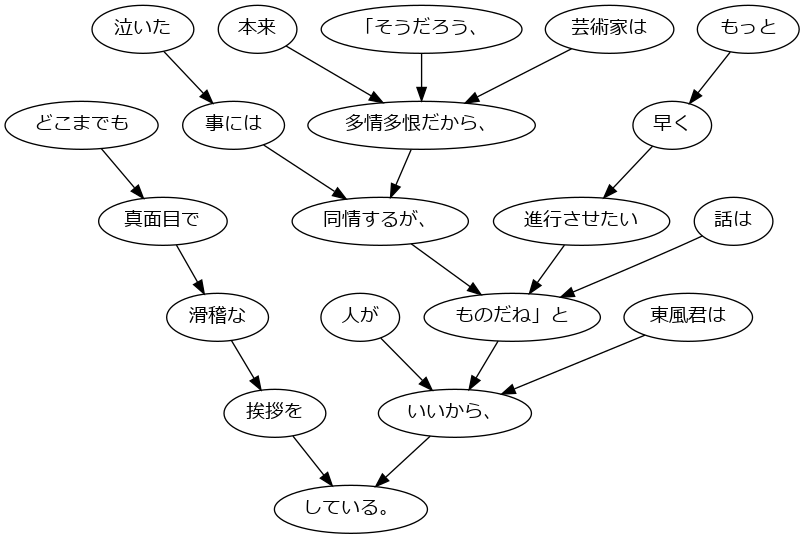 泣いた
本来
「そうだろう、
芸術家は
もっと
どこまでも
事には
多情多恨だから、
早く
真面目で
同情するが、
進行させたい
話は
滑稽な
人が
ものだね」と
東風君は
挨拶を
いいから、
している。